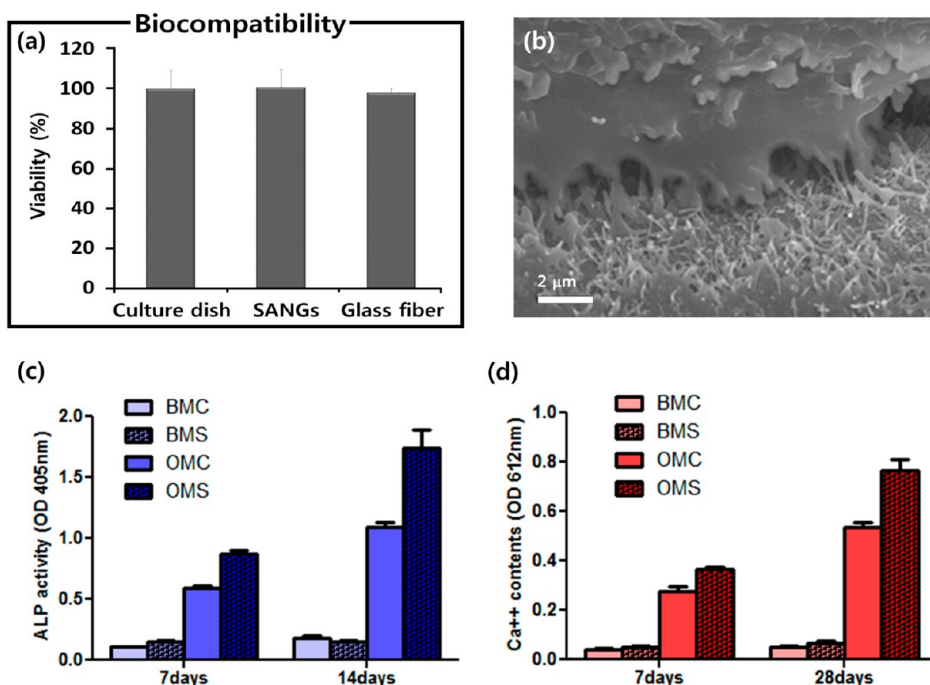 Biocompatibility
(a)
Viability (%)
120
100
80
60
40
20
0
Culture dish SANGs Glass fiber
(b)
2 μm
(c)
BMC
BMS
OMC
OMS
ALP activity (OD 405nm)
2.0
1.5
1.0
0.5
0.0
7days 14days
(d)
BMC
BMS
OMC
OMS
Ca++ contents (OD 612nm)
1.0
0.8
0.6
0.4
0.2
0.0
7days 28days